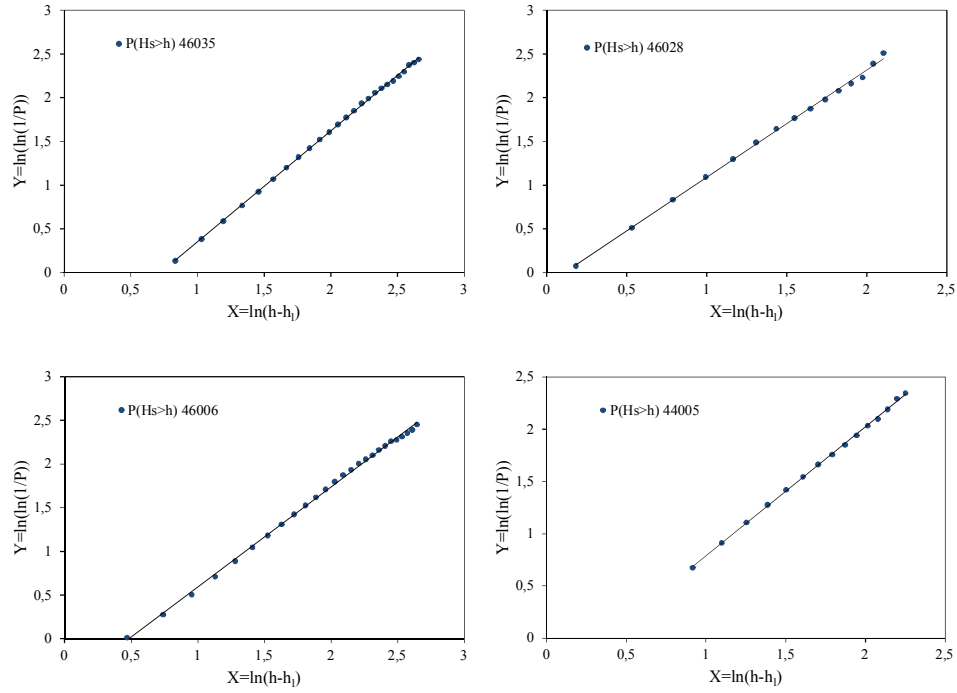 3
2,5
2
1,5
1
0,5
0
Y=ln(ln(1/P))
P(Hs>h) 46035
0 0,5 1 1,5 2 2,5 3
X=ln(h-hl)
3
2,5
2
1,5
1
0,5
0
Y=ln(ln(1/P))
P(Hs>h) 46028
0 0,5 1 1,5 2 2,5
X=ln(h-hl)
3
2,5
2
1,5
1
0,5
0
Y=ln(ln(1/P))
P(Hs>h) 46006
0 0,5 1 1,5 2 2,5 3
X=ln(h-hl)
2,5
2
1,5
1
0,5
0
Y=ln(ln(1/P))
P(Hs>h) 44005
0 0,5 1 1,5 2 2,5
X=ln(h-hl)